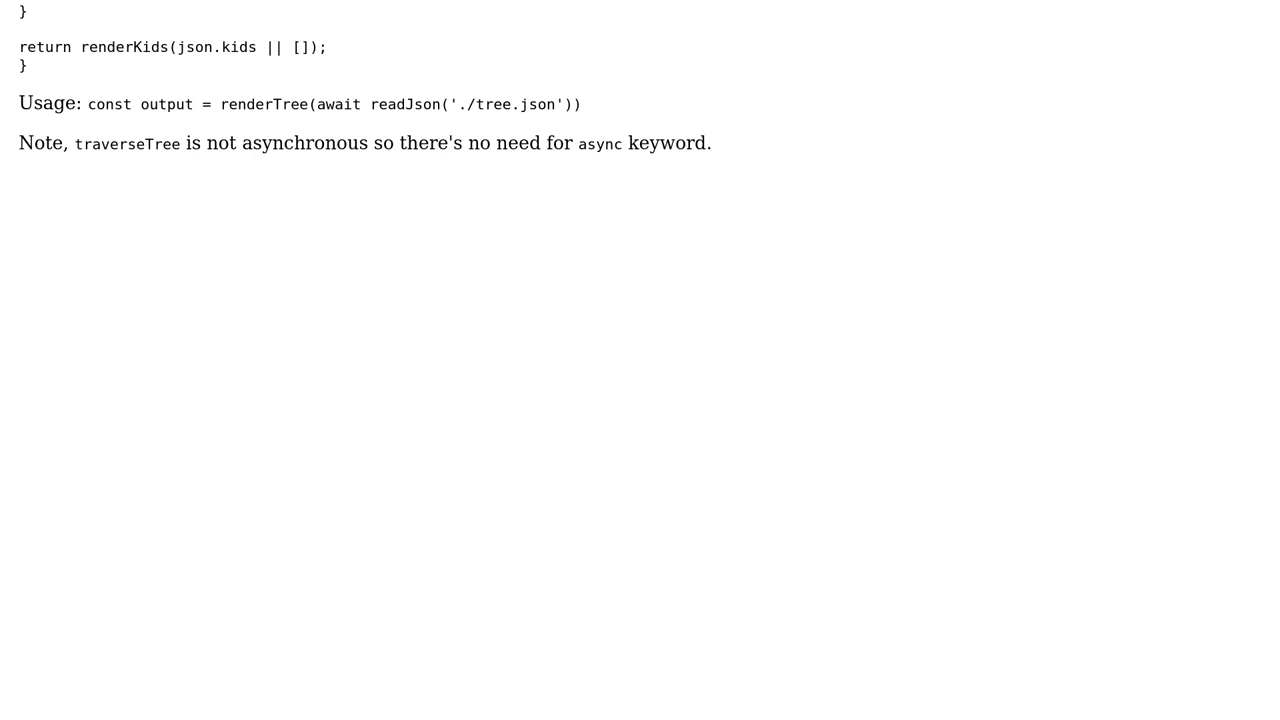 }
return renderKids(json.kids || []);
}
Usage: const output = renderTree(await readJson('./tree.json'))
Note, traverseTree is not asynchronous so there's no need for async keyword.